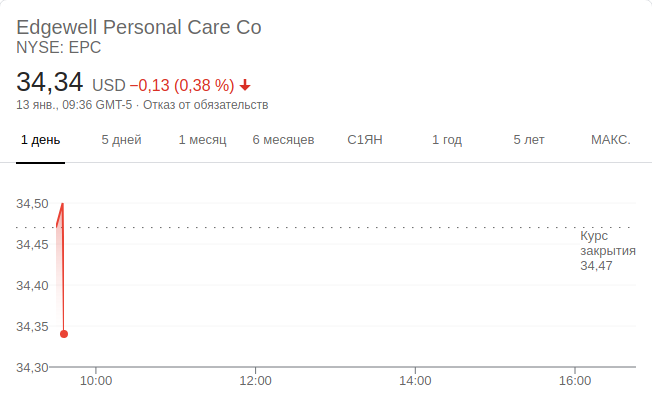 Edgewell Personal Care Co
NYSE: EPC
34,34 USD −0,13 (0,38 %)
13 янв., 09:36 GMT-5 · Отказ от обязательств
1 день 5 дней 1 месяц 6 месяцев С1ЯН 1 год 5 лет МАКС.
34,50
34,45
34,40
34,35
34,30
Курс
закрытия
34,47
10:00 12:00 14:00 16:00